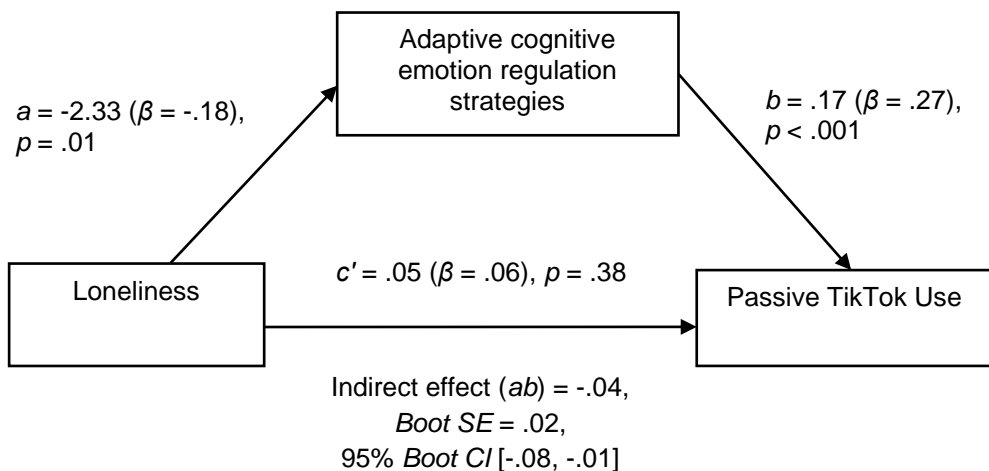 Adaptive cognitive
emotion regulation
strategies
a = -2.33 (β = -.18),
p = .01
b = .17 (β = .27),
p < .001
Loneliness
c' = .05 (β = .06), p = .38
Passive TikTok Use
Indirect effect (ab) = -.04,
Boot SE = .02,
95% Boot CI [-.08, -.01]